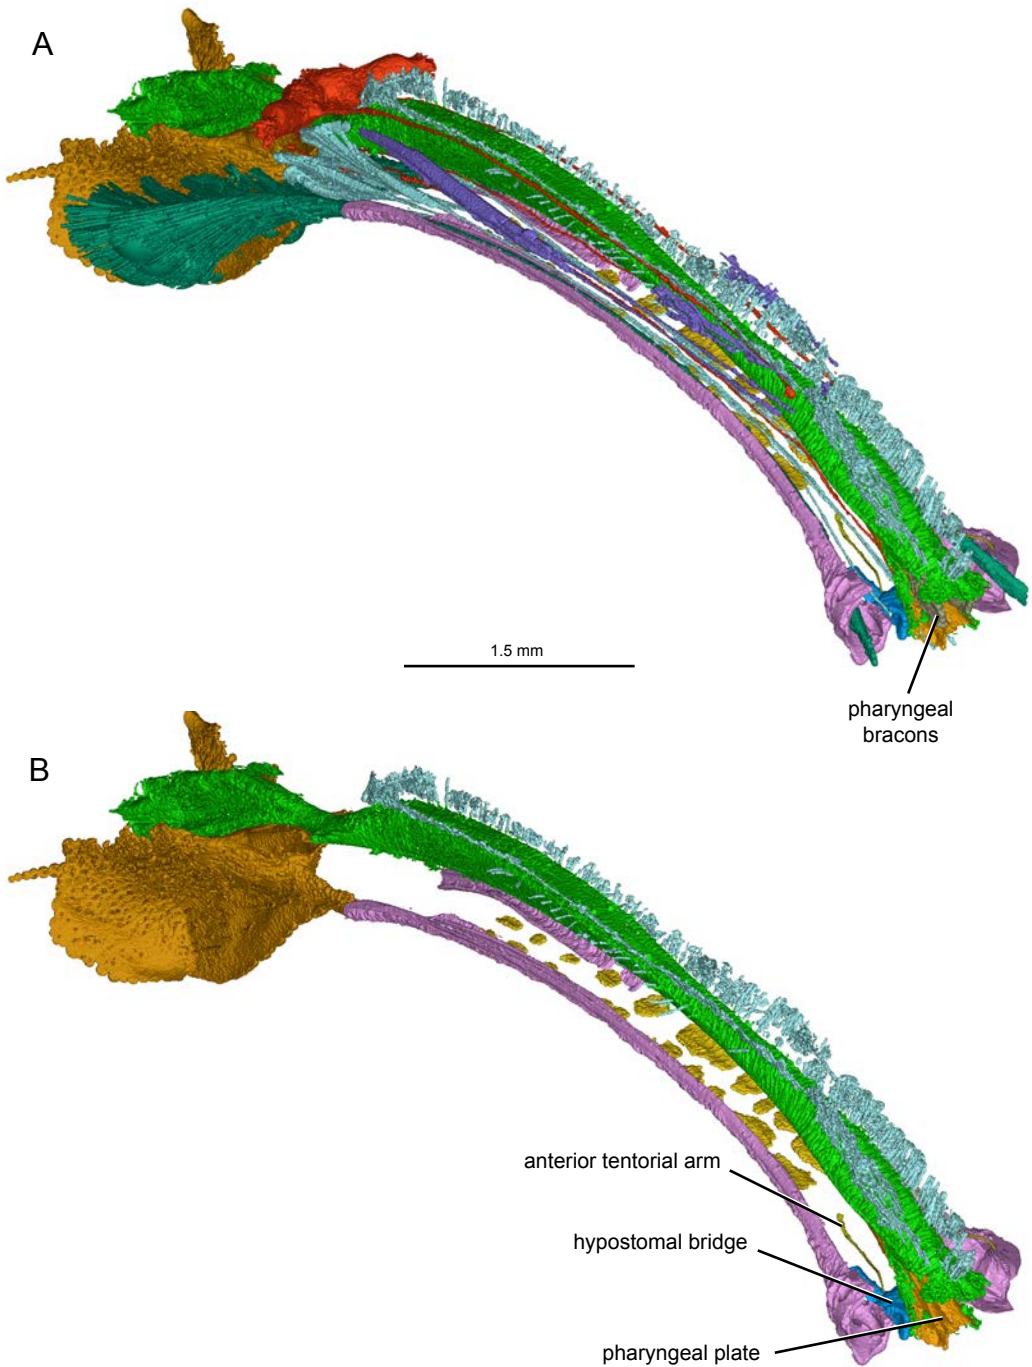 A
1.5 mm
pharyngeal
bracons
B
anterior tentorial arm
hypostomal bridge
pharyngeal plate